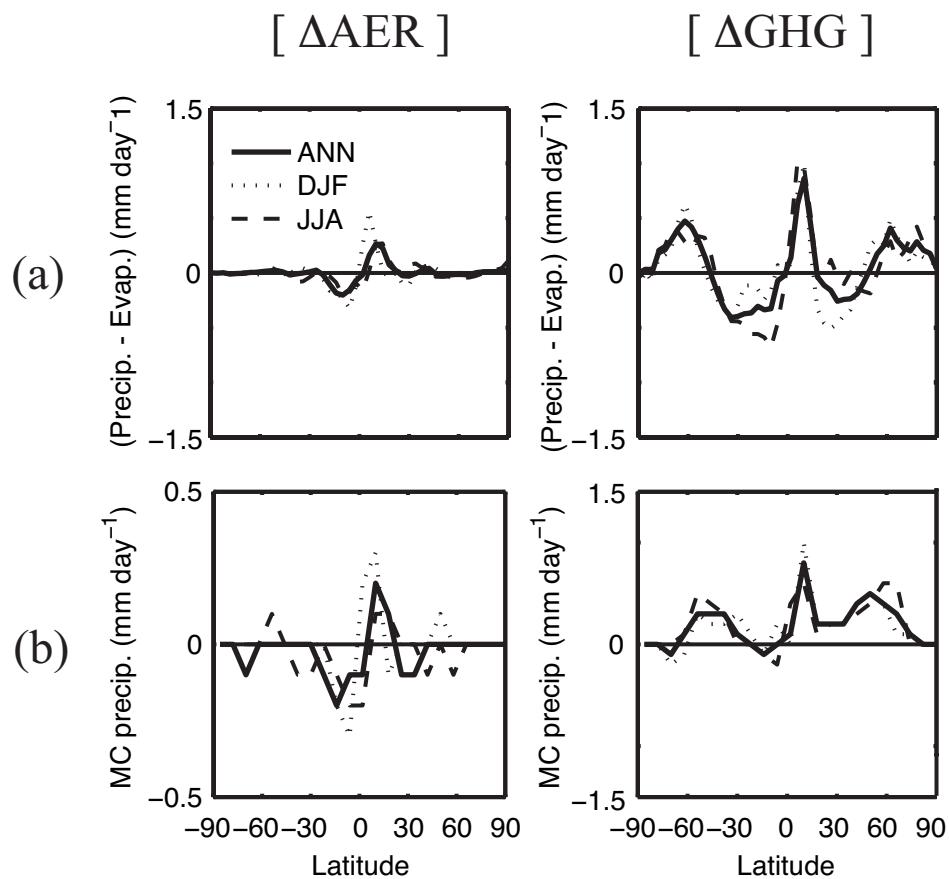 [ ΔAER ]
[ ΔGHG ]
(a)
(Precip. - Evap.) (mm day⁻1)
1.5
0
−1.5
ANN
DJF
JJA
(Precip. - Evap.) (mm day⁻1)
1.5
0
−1.5
(b)
MC precip. (mm day⁻¹)
0.5
0
−0.5
−90 −60 −30 0 30 60 90
Latitude
MC precip. (mm day⁻¹)
1.5
0
−1.5
−90 −60 −30 0 30 60 90
Latitude